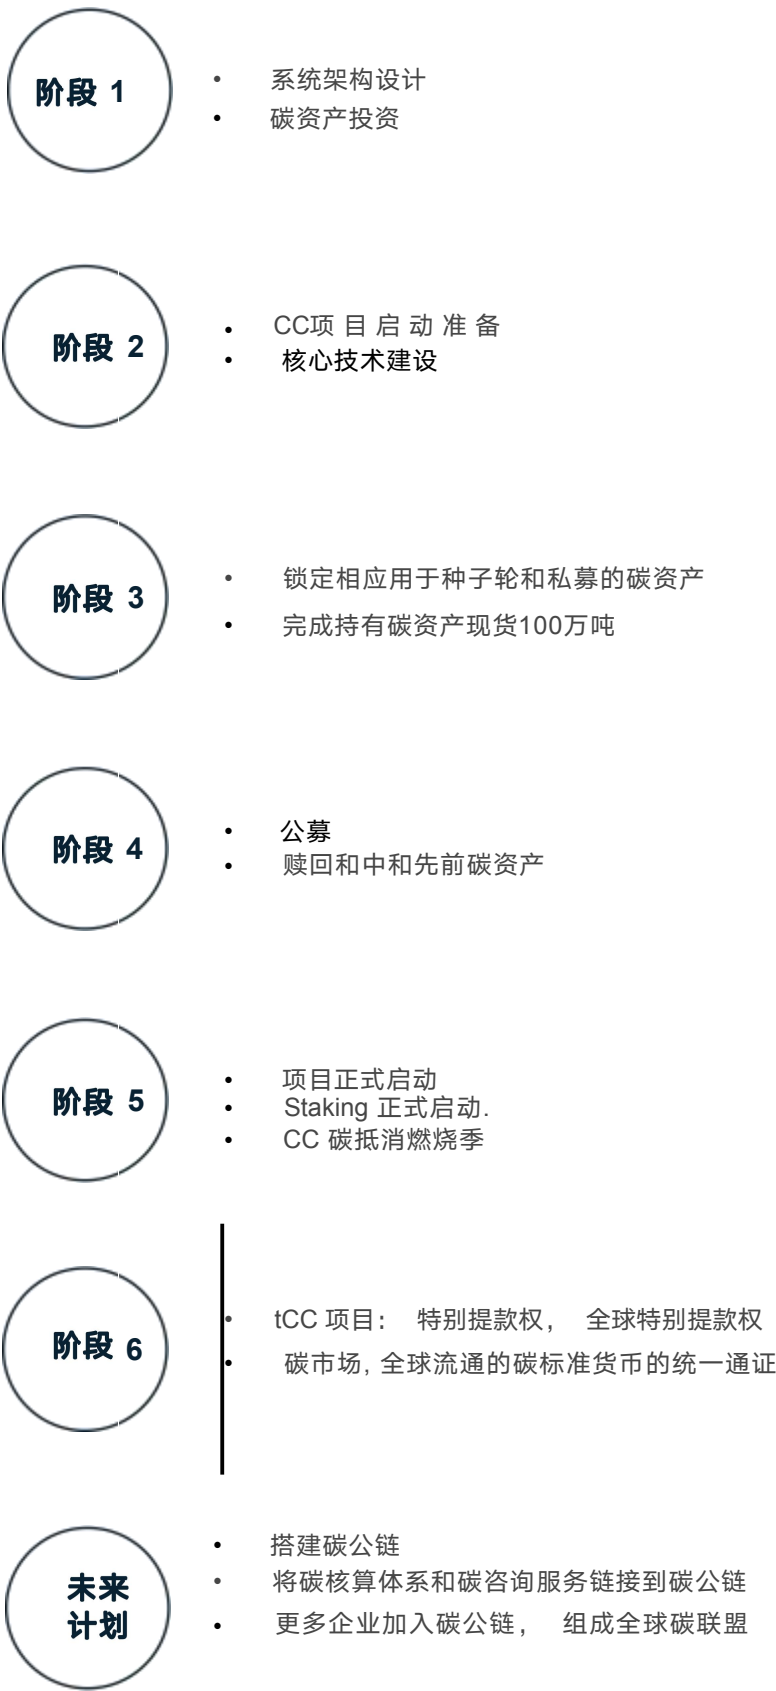 阶段 1
• 系统架构设计
• 碳资产投资
阶段 2
• CC项 目 启 动 准 备
• 核心技术建设
阶段 3
• 锁定相应用于种子轮和私募的碳资产
• 完成持有碳资产现货100万吨
阶段 4
• 公募
• 赎回和中和先前碳资产
阶段 5
• 项目正式启动
• Staking 正式启动.
• CC 碳抵消燃烧季
阶段 6
• tCC 项目： 特别提款权， 全球特别提款权
• 碳市场, 全球流通的碳标准货币的统一通证
未来
计划
• 搭建碳公链
• 将碳核算体系和碳咨询服务链接到碳公链
• 更多企业加入碳公链， 组成全球碳联盟